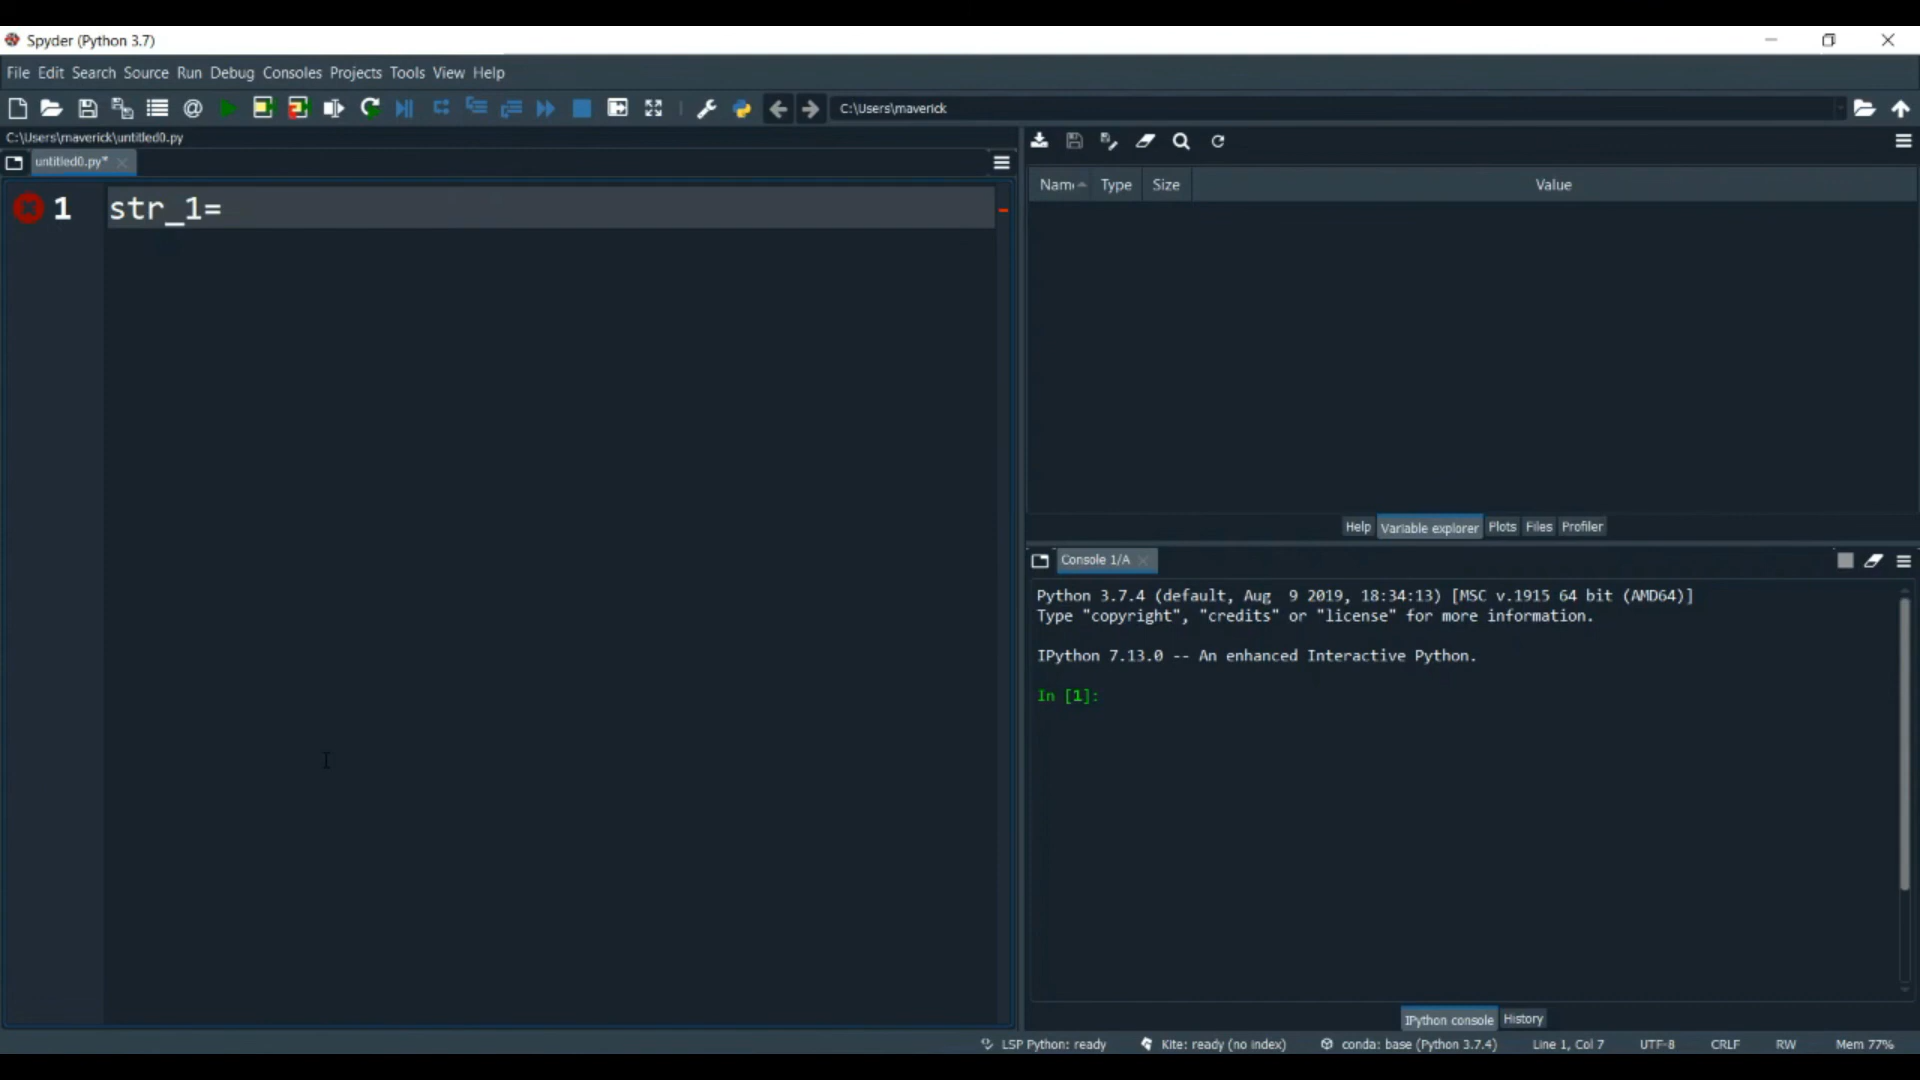 Spyder (Python 3.7)
File Edit Search Source Run Debug Consoles Projects Tools View Help
C:\Users\maverick
C:\Users\maverick\untitled0.py
untitled0.py*
1 str_1=
Nam Type Size Value
Help Variable explorer Plots Files Profiler
Console 1/A
Python 3.7.4 (default, Aug  9 2019, 18:34:13) [MSC v.1915 64 bit (AMD64)]
Type "copyright", "credits" or "license" for more information.
IPython 7.13.0 -- An enhanced Interactive Python.
In [1]:
IPython console History
LSP Python: ready Kite: ready (no index) conda: base (Python 3.7.4) Line 1, Col 7 UTF-8 CRLF RW Mem 77%